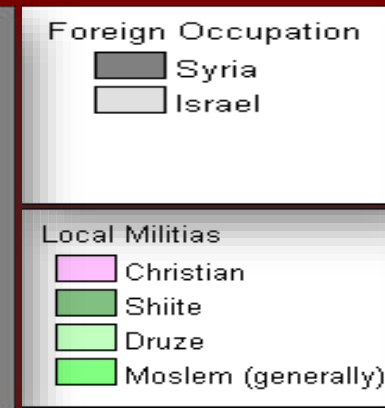 Foreign Occupation
Syria
Israel
Local Militias
Christian
Shiite
Druze
Moslem (generally)